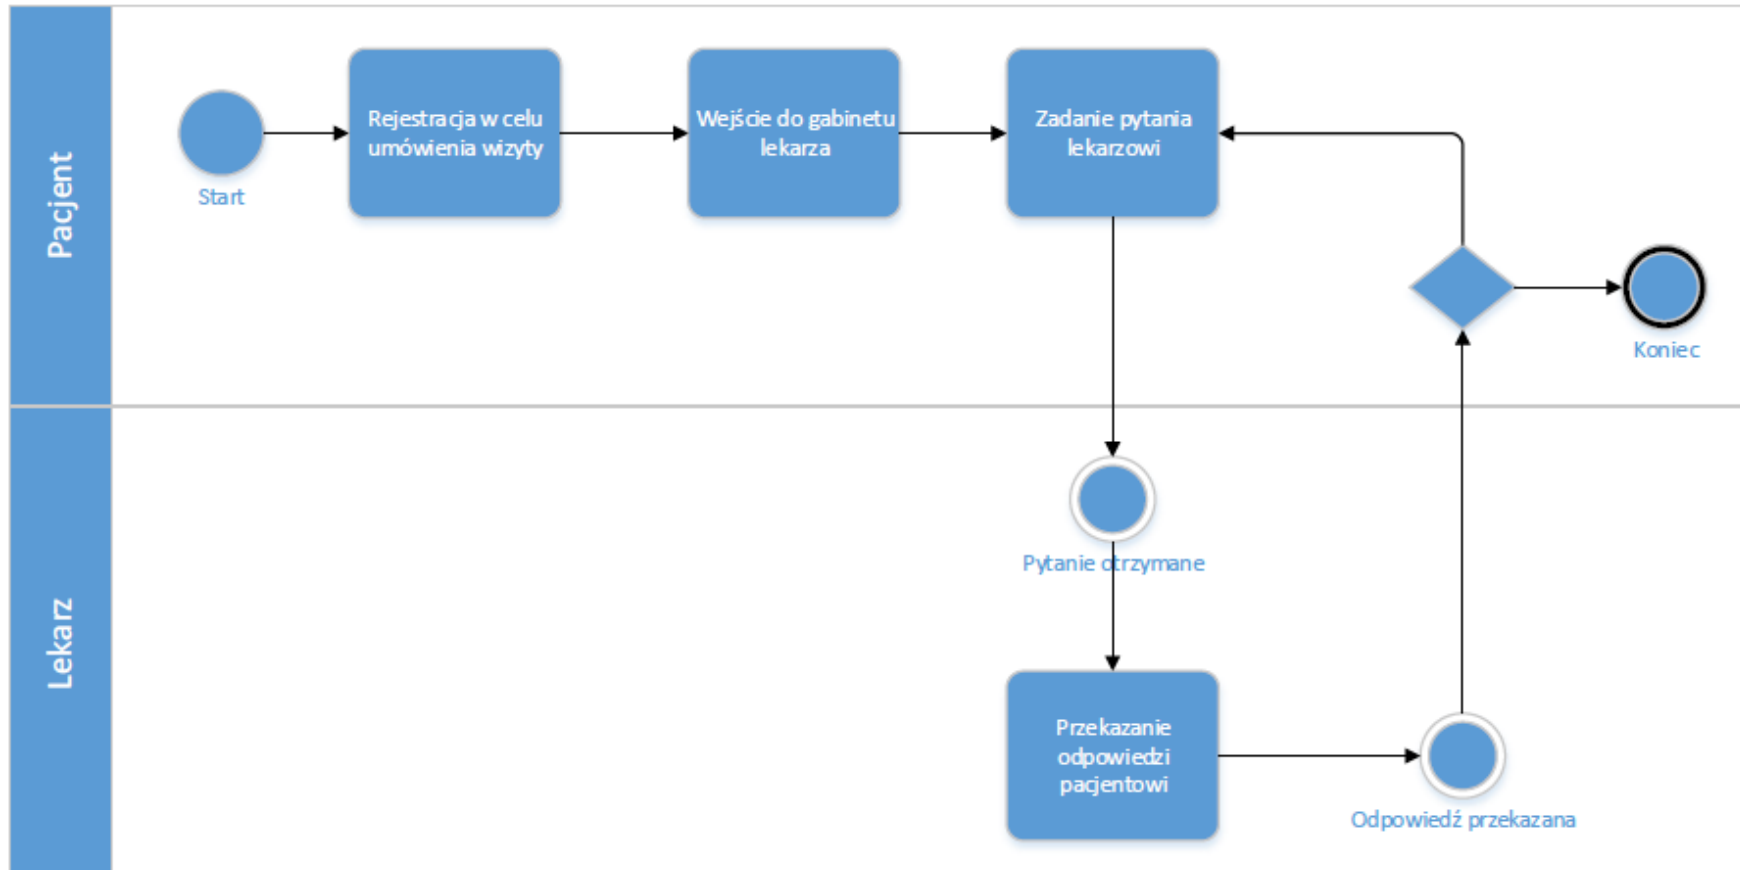 Pacjent
Start
Rejestracja w celu
umówienia wizyty
Wejście do gabinetu
lekarza
Zadanie pytania
lekarzowi
Koniec
Lekarz
Pytanie otrzymane
Przekazanie
odpowiedzi
pacjentowi
Odpowiedź przekazana